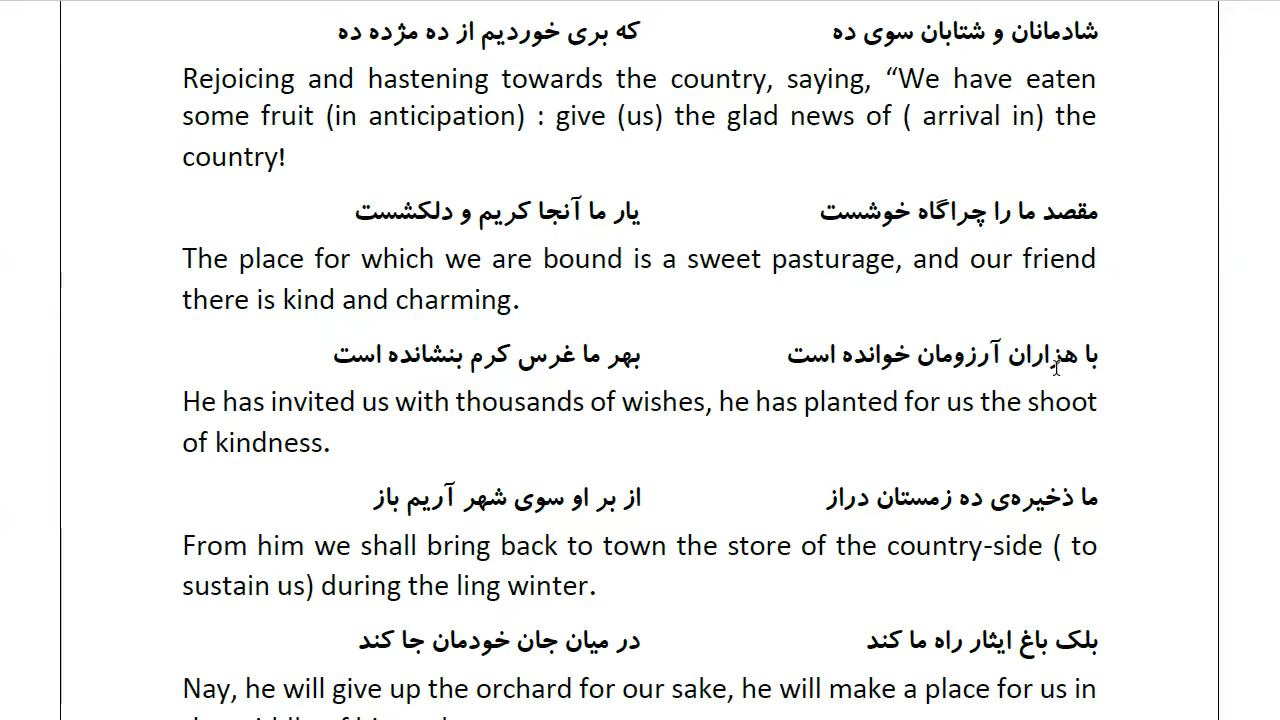 شادمانان و شتابان سوی ده که بری خوردیم از ده مژده ده
Rejoicing and hastening towards the country, saying, “We have eaten
some fruit (in anticipation) : give (us) the glad news of ( arrival in) the
country!
مقصد ما را چراگاه خوشست یار ما آنجا کریم و دلکشست
The place for which we are bound is a sweet pasturage, and our friend
there is kind and charming.
با هزاران آرزومان خوانده است بهر ما غرس کرم بنشانده است
He has invited us with thousands of wishes, he has planted for us the shoot
of kindness.
ما ذخیره‌ی ده زمستان دراز از بر او سوی شهر آریم باز
From him we shall bring back to town the store of the country-side ( to
sustain us) during the ling winter.
بلک باغ ایثار راه ما کند در میان جان خودمان جا کند
Nay, he will give up the orchard for our sake, he will make a place for us in